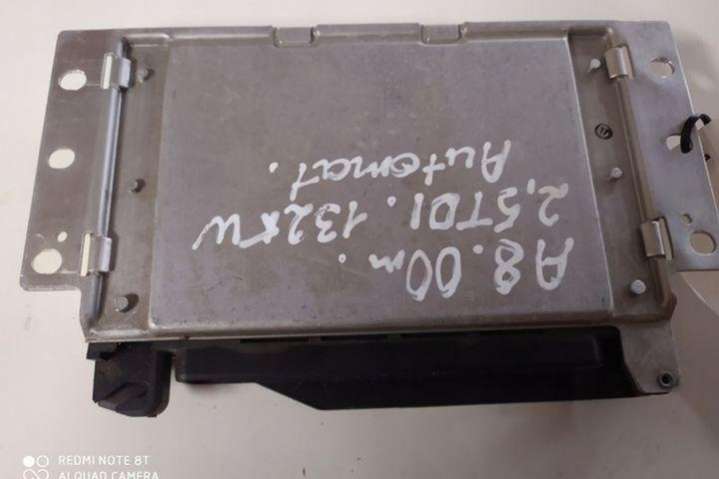 A8.00m.
2,5TDI.132KW
Automat.
REDMI NOTE 8T
AI QUAD CAMERA